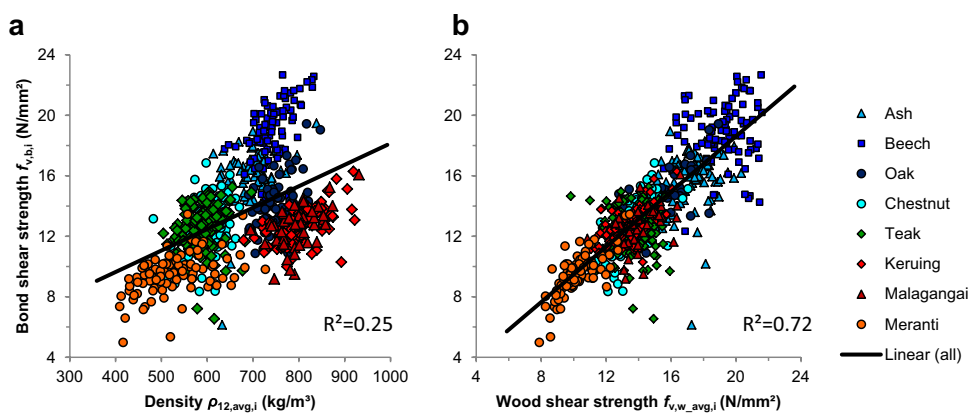 a
b
Bond shear strength f v,b,i (N/mm²)
24
20
16
12
8
4
R²=0.25
300 400 500 600 700 800 900 1000
Density ρ12,avg,i (kg/m³)
24
20
16
12
8
4
R²=0.72
4 8 12 16 20 24
Wood shear strength f v,w_avg,i (N/mm²)
Ash
Beech
Oak
Chestnut
Teak
Keruing
Malagangai
Meranti
Linear (all)